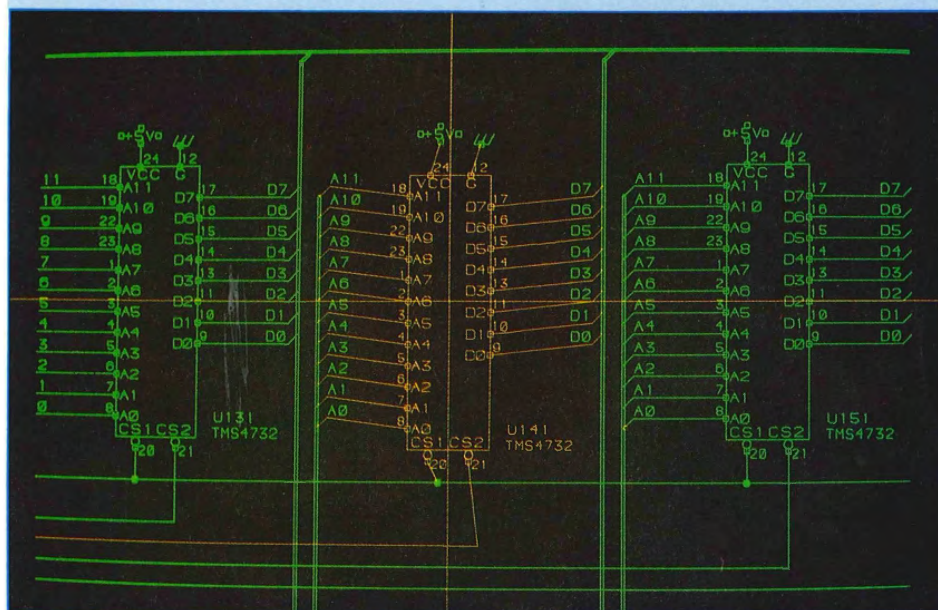 +5V
24 12
VCC G
11 18 A11
10 19 A10
9 22 A9
8 23 A8
7 1 A7
6 2 A6
5 3 A5
4 4 A4
3 5 A3
2 6 A2
1 7 A1
0 8 A0
D7 17 D7
D6 16 D6
D5 15 D5
D4 14 D4
D3 13 D3
D2 11 D2
D1 10 D1
D0 9 D0
CS1 CS2
20 21
U131
TMS4732
+5V
24 12
VCC G
A11 18 A11
A10 19 A10
A9 22 A9
A8 23 A8
A7 1 A7
A6 2 A6
A5 3 A5
A4 4 A4
A3 5 A3
A2 6 A2
A1 7 A1
A0 8 A0
D7 17 D7
D6 16 D6
D5 15 D5
D4 14 D4
D3 13 D3
D2 11 D2
D1 10 D1
D0 9 D0
CS1 CS2
20 21
U141
TMS4732
+5V
24 12
VCC G
A11 18 A11
A10 19 A10
A9 22 A9
A8 23 A8
A7 1 A7
A6 2 A6
A5 3 A5
A4 4 A4
A3 5 A3
A2 6 A2
A1 7 A1
A0 8 A0
D7 17 D7
D6 16 D6
D5 15 D5
D4 14 D4
D3 13 D3
D2 11 D2
D1 10 D1
D0 9 D0
CS1 CS2
20 21
U151
TMS4732